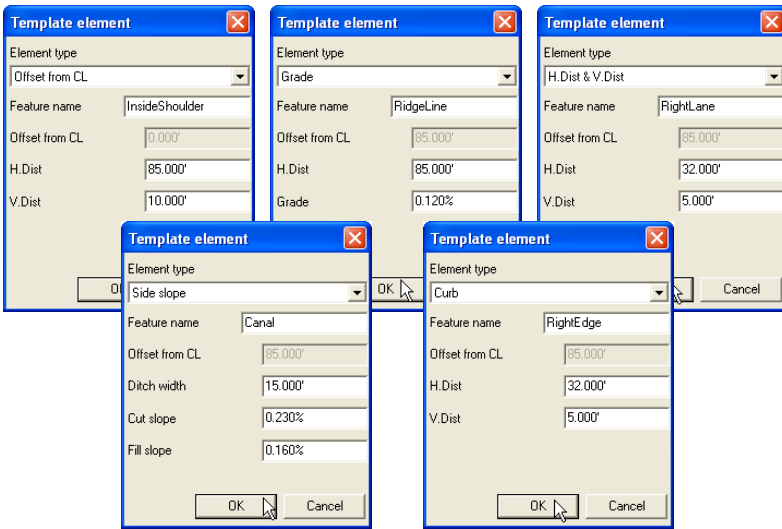 Template element
Element type
Offset from CL
Feature name InsideShoulder
Offset from CL 0.000'
H.Dist 85.000'
V.Dist 10.000'
Template element
Element type
Grade
Feature name RidgeLine
Offset from CL 85.000'
H.Dist 85.000'
Grade 0.120%
OK
Template element
Element type
H.Dist & V.Dist
Feature name RightLane
Offset from CL 85.000'
H.Dist 32.000'
V.Dist 5.000'
Cancel
Template element
Element type
Side slope
Feature name Canal
Offset from CL 85.000'
Ditch width 15.000'
Cut slope 0.230%
Fill slope 0.160%
OK Cancel
Template element
Element type
Curb
Feature name RightEdge
Offset from CL 85.000'
H.Dist 32.000'
V.Dist 5.000'
OK Cancel